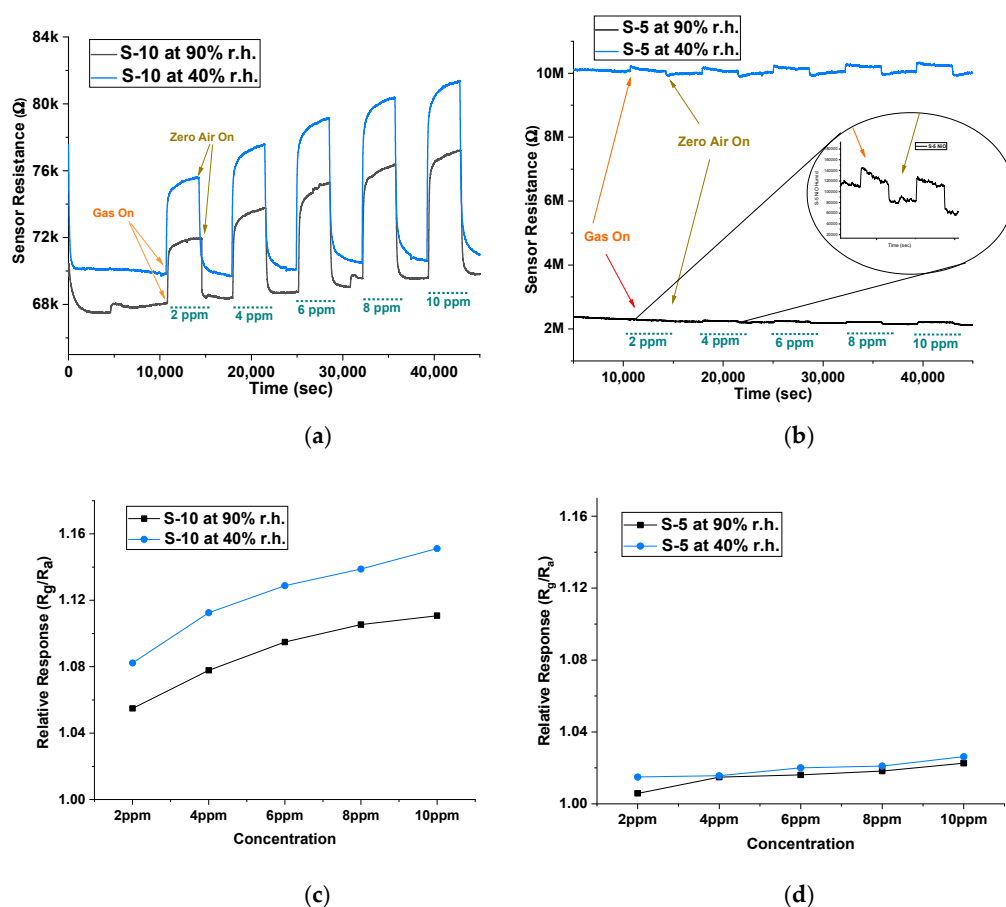 S-10 at 90% r.h.
S-10 at 40% r.h.
84k
80k
76k
72k
68k
Sensor Resistance (Ω)
Zero Air On
Gas On
2 ppm
4 ppm
6 ppm
8 ppm
10 ppm
0
10,000
20,000
30,000
40,000
Time (sec)
(a)
S-5 at 90% r.h.
S-5 at 40% r.h.
10M
8M
6M
4M
2M
Sensor Resistance (Ω)
Gas On
Zero Air On
S-5 NiO
Time (sec)
2 ppm
4 ppm
6 ppm
8 ppm
10 ppm
10,000
20,000
30,000
40,000
Time (sec)
(b)
S-10 at 90% r.h.
S-10 at 40% r.h.
1.16
1.12
1.08
1.04
1.00
Relative Response (Rg/Ra)
2ppm
4ppm
6ppm
8ppm
10ppm
Concentration
(c)
S-5 at 90% r.h.
S-5 at 40% r.h.
1.16
1.12
1.08
1.04
1.00
Relative Response (Rg/Ra)
2ppm
4ppm
6ppm
8ppm
10ppm
Concentration
(d)